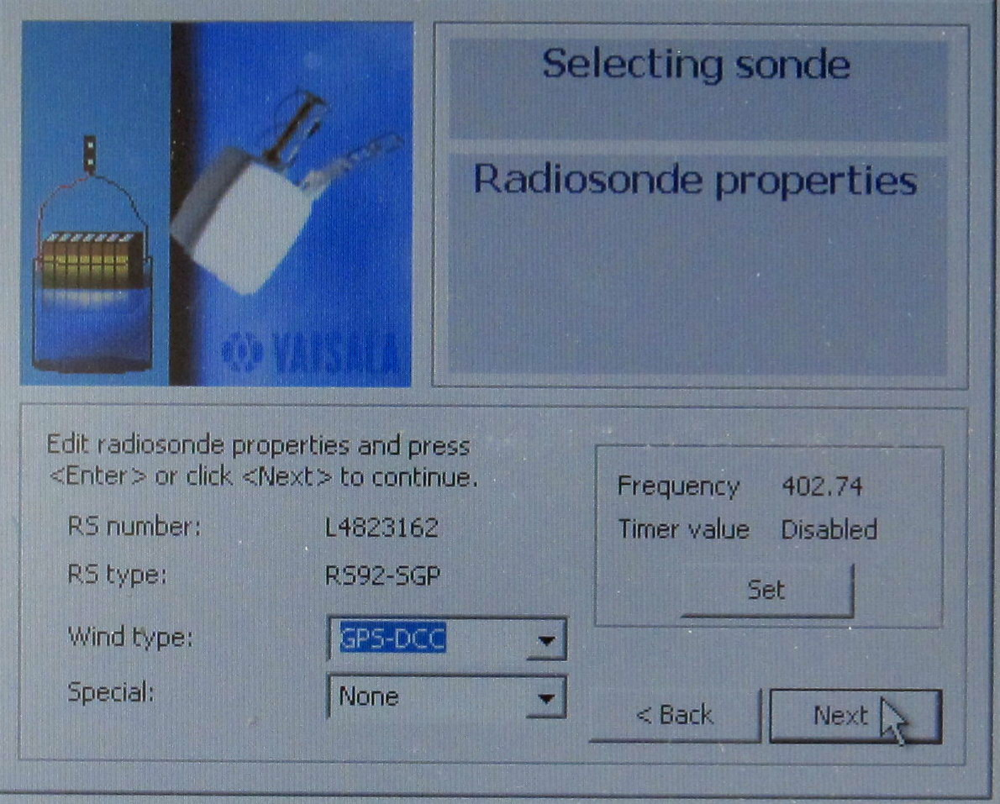 Selecting sonde
Radiosonde properties
VAISALA
Edit radiosonde properties and press
<Enter> or click <Next> to continue.
RS number: L4823162
RS type: RS92-SGP
Wind type: GPS-DCC
Special: None
Frequency 402.74
Timer value Disabled
Set
< Back Next